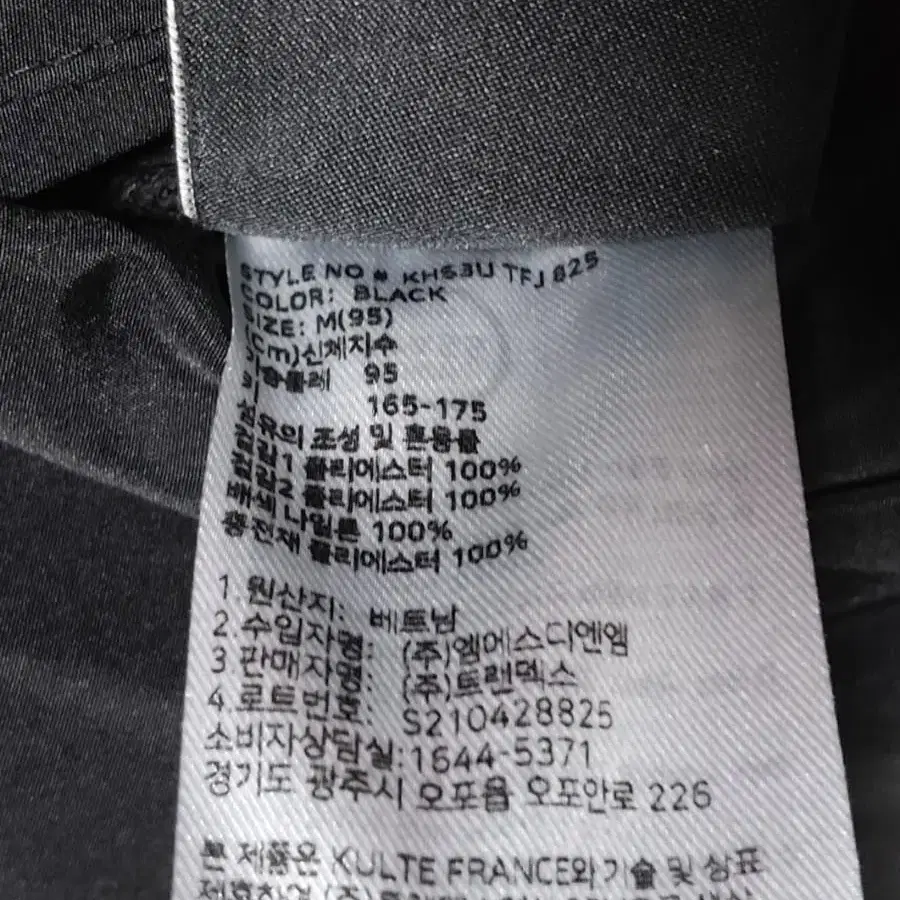 STYLE NO # KHS3U TFJ 825
COLOR: BLACK
SIZE: M(95)
(Cm)신체치수
가슴둘레 95
키 165-175
섬유의 조성 및 혼용률
겉감1 폴리에스터 100%
겉감2 폴리에스터 100%
배색 나일론 100%
충전재 폴리에스터 100%
1.원산지: 베트남
2.수입자명: (주)엠에스디엔엠
3 판매자명: (주)트랜덱스
4.로트번호: S210428825
소비자상담실:1644-5371
경기도 광주시 오포읍 오포안로 226
본 제품은 KULTE FRANCE와 기술 및 상표